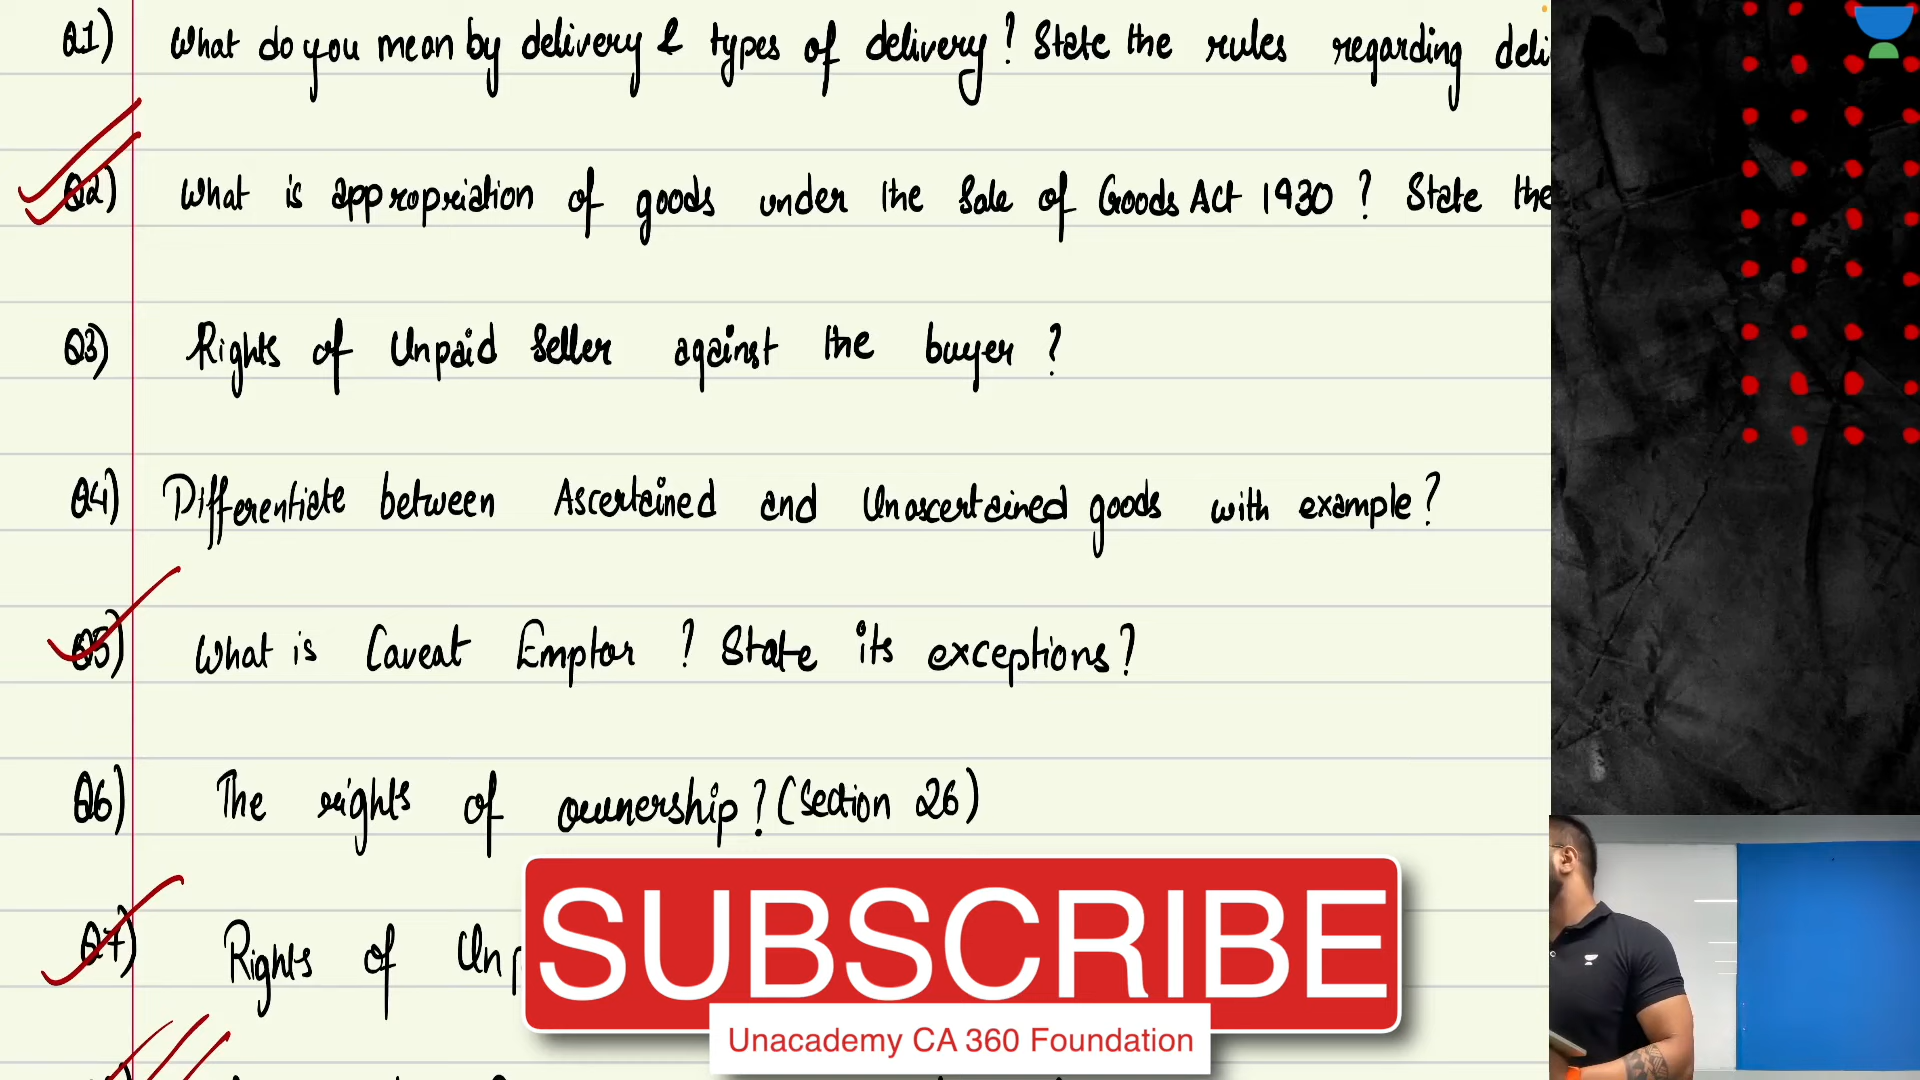 Q1) What do you mean by delivery & types of delivery? State the rules regarding deli
Q2) What is appropriation of goods under the Sale of Goods Act 1930? State the
Q3) Rights of Unpaid Seller against the buyer?
Q4) Differentiate between Ascertained and Unascertained goods with example?
Q5) What is Caveat Emptor? State its exceptions?
Q6) The rights of ownership? (Section 26)
Q7) Rights of Unp
SUBSCRIBE
Unacademy CA 360 Foundation